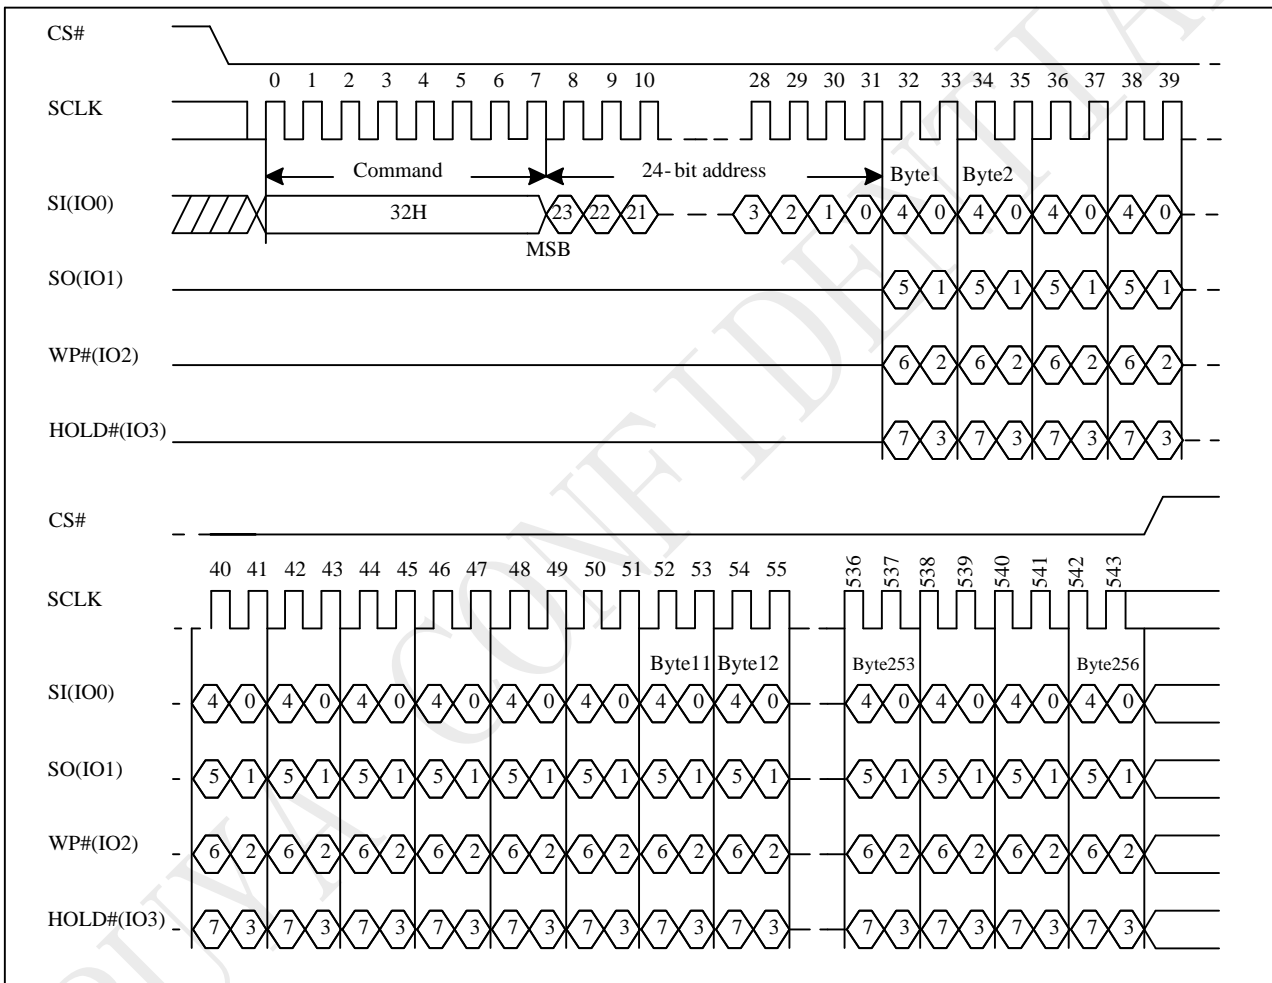 CS#
0 1 2 3 4 5 6 7 8 9 10 28 29 30 31 32 33 34 35 36 37 38 39
SCLK
Command 24-bit address Byte1 Byte2
SI(IO0) 32H 23 22 21 3 2 1 0 4 0 4 0 4 0 4 0
MSB
SO(IO1) 5 1 5 1 5 1 5 1
WP#(IO2) 6 2 6 2 6 2 6 2
HOLD#(IO3) 7 3 7 3 7 3 7 3
CS#
40 41 42 43 44 45 46 47 48 49 50 51 52 53 54 55 536 537 538 539 540 541 542 543
SCLK
Byte11 Byte12 Byte253 Byte256
SI(IO0) 4 0 4 0 4 0 4 0 4 0 4 0 4 0 4 0 4 0 4 0 4 0 4 0
SO(IO1) 5 1 5 1 5 1 5 1 5 1 5 1 5 1 5 1 5 1 5 1 5 1 5 1
WP#(IO2) 6 2 6 2 6 2 6 2 6 2 6 2 6 2 6 2 6 2 6 2 6 2 6 2
HOLD#(IO3) 7 3 7 3 7 3 7 3 7 3 7 3 7 3 7 3 7 3 7 3 7 3 7 3
PUYA CONFIDENTIAL